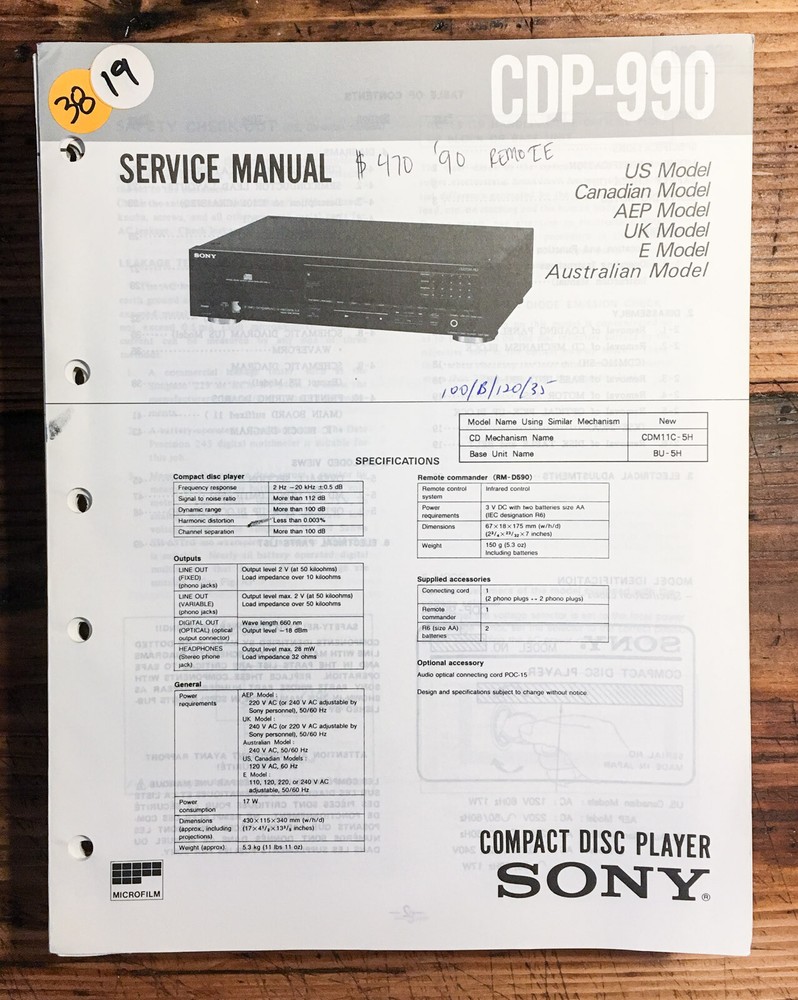 38
19
CDP-990
SERVICE MANUAL
$470 '90 REMOTE
US Model
Canadian Model
AEP Model
UK Model
E Model
Australian Model
SONY
100/B/120/35
Model Name Using Similar Mechanism New
CD Mechanism Name CDM11C-5H
Base Unit Name BU-5H
SPECIFICATIONS
Compact disc player
Frequency response 2 Hz –20 kHz ±0.5 dB
Signal to noise ratio More than 112 dB
Dynamic range More than 100 dB
Harmonic distortion Less than 0.003%
Channel separation More than 100 dB
Outputs
LINE OUT Output level 2 V (at 50 kiloohms)
(FIXED) Load impedance over 10 kiloohms
(phono jacks)
LINE OUT Output level max. 2 V (at 50 kiloohms)
(VARIABLE) Load impedance over 50 kiloohms
(phono jacks)
DIGITAL OUT Wave length 660 nm
(OPTICAL) (optical Output level –18 dBm
output connector)
HEADPHONES Output level max. 28 mW
(Stereo phone Load impedance 32 ohms
jack)
General
Power AEP Model :
requirements 220 V AC (or 240 V AC adjustable by
Sony personnel), 50/60 Hz
UK Model :
240 V AC (or 220 V AC adjustable by
Sony personnel), 50/60 Hz
Australian Model :
240 V AC, 50/60 Hz
US, Canadian Models :
120 V AC, 60 Hz
E Model :
110, 120, 220, or 240 V AC
adjustable, 50/60 Hz
Power 17 W
consumption
Dimensions 430×115×340 mm (w/h/d)
(approx., including (17×4⅝×13½ inches)
projections)
Weight (approx) 5.3 kg (11 lbs 11 oz)
Remote commander (RM-D590)
Remote control Infrared control
system
Power 3 V DC with two batteries size AA
requirements (IEC designation R6)
Dimensions 67×18×175 mm (w/h/d)
(2¾×23/32×7 inches)
Weight 150 g (5.3 oz)
Including batteries
Supplied accessories
Connecting cord 1
(2 phono plugs -- 2 phono plugs)
Remote 1
commander
R6 (size AA) 2
batteries
Optional accessory
Audio optical connecting cord POC-15
Design and specifications subject to change without notice
MICROFILM
COMPACT DISC PLAYER
SONY®